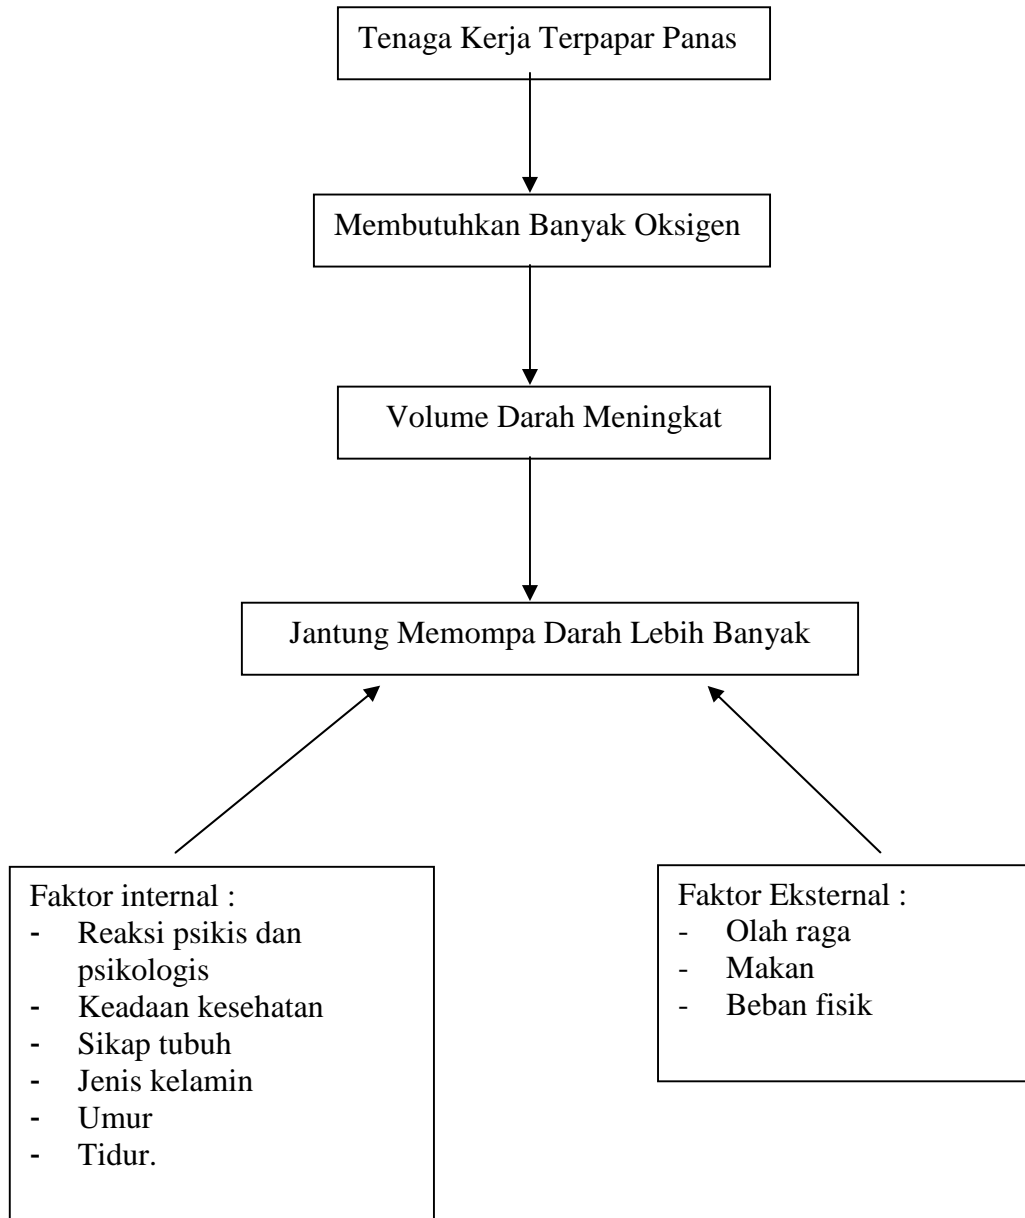 Tenaga Kerja Terpapar Panas
Membutuhkan Banyak Oksigen
Volume Darah Meningkat
Jantung Memompa Darah Lebih Banyak
Faktor internal :
- Reaksi psikis dan
psikologis
- Keadaan kesehatan
- Sikap tubuh
- Jenis kelamin
- Umur
- Tidur.
Faktor Eksternal :
- Olah raga
- Makan
- Beban fisik